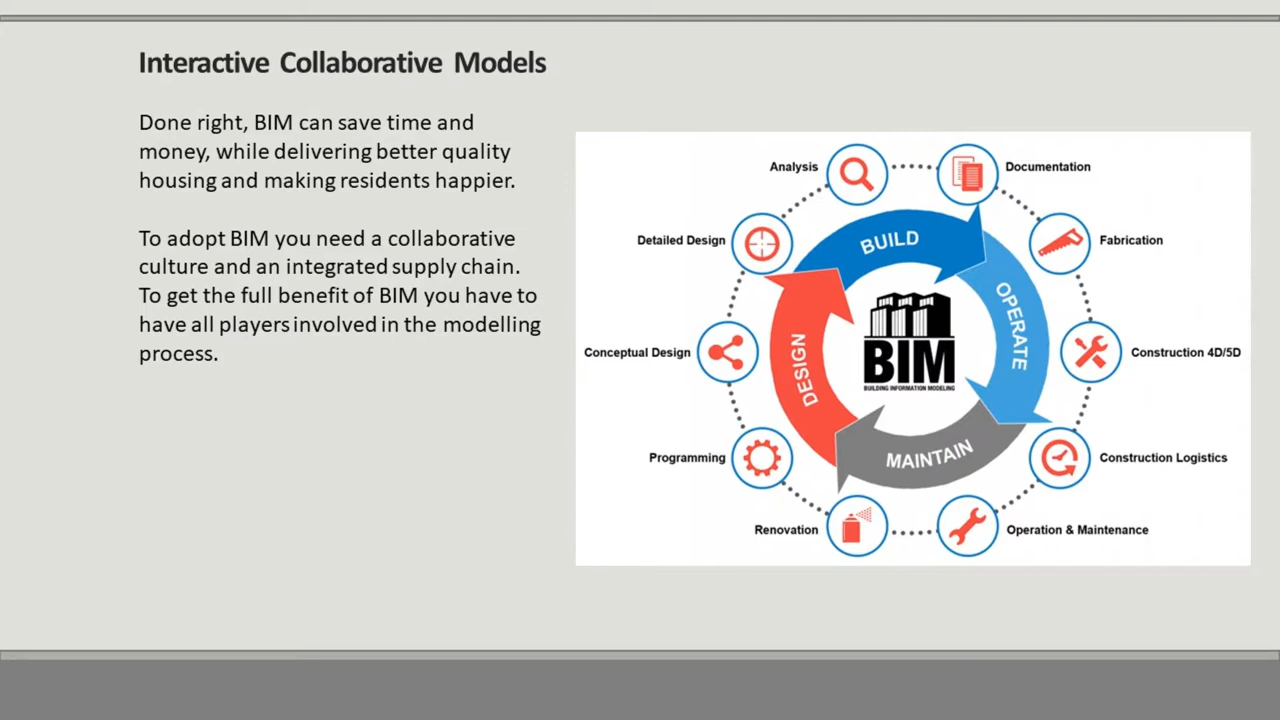 Interactive Collaborative Models
Done right, BIM can save time and
money, while delivering better quality
housing and making residents happier.
To adopt BIM you need a collaborative
culture and an integrated supply chain.
To get the full benefit of BIM you have to
have all players involved in the modelling
process.
Analysis
Documentation
Detailed Design
Fabrication
Conceptual Design
Construction 4D/5D
Programming
Construction Logistics
Renovation
Operation & Maintenance
BUILD
OPERATE
MAINTAIN
DESIGN
BIM
BUILDING INFORMATION MODELING